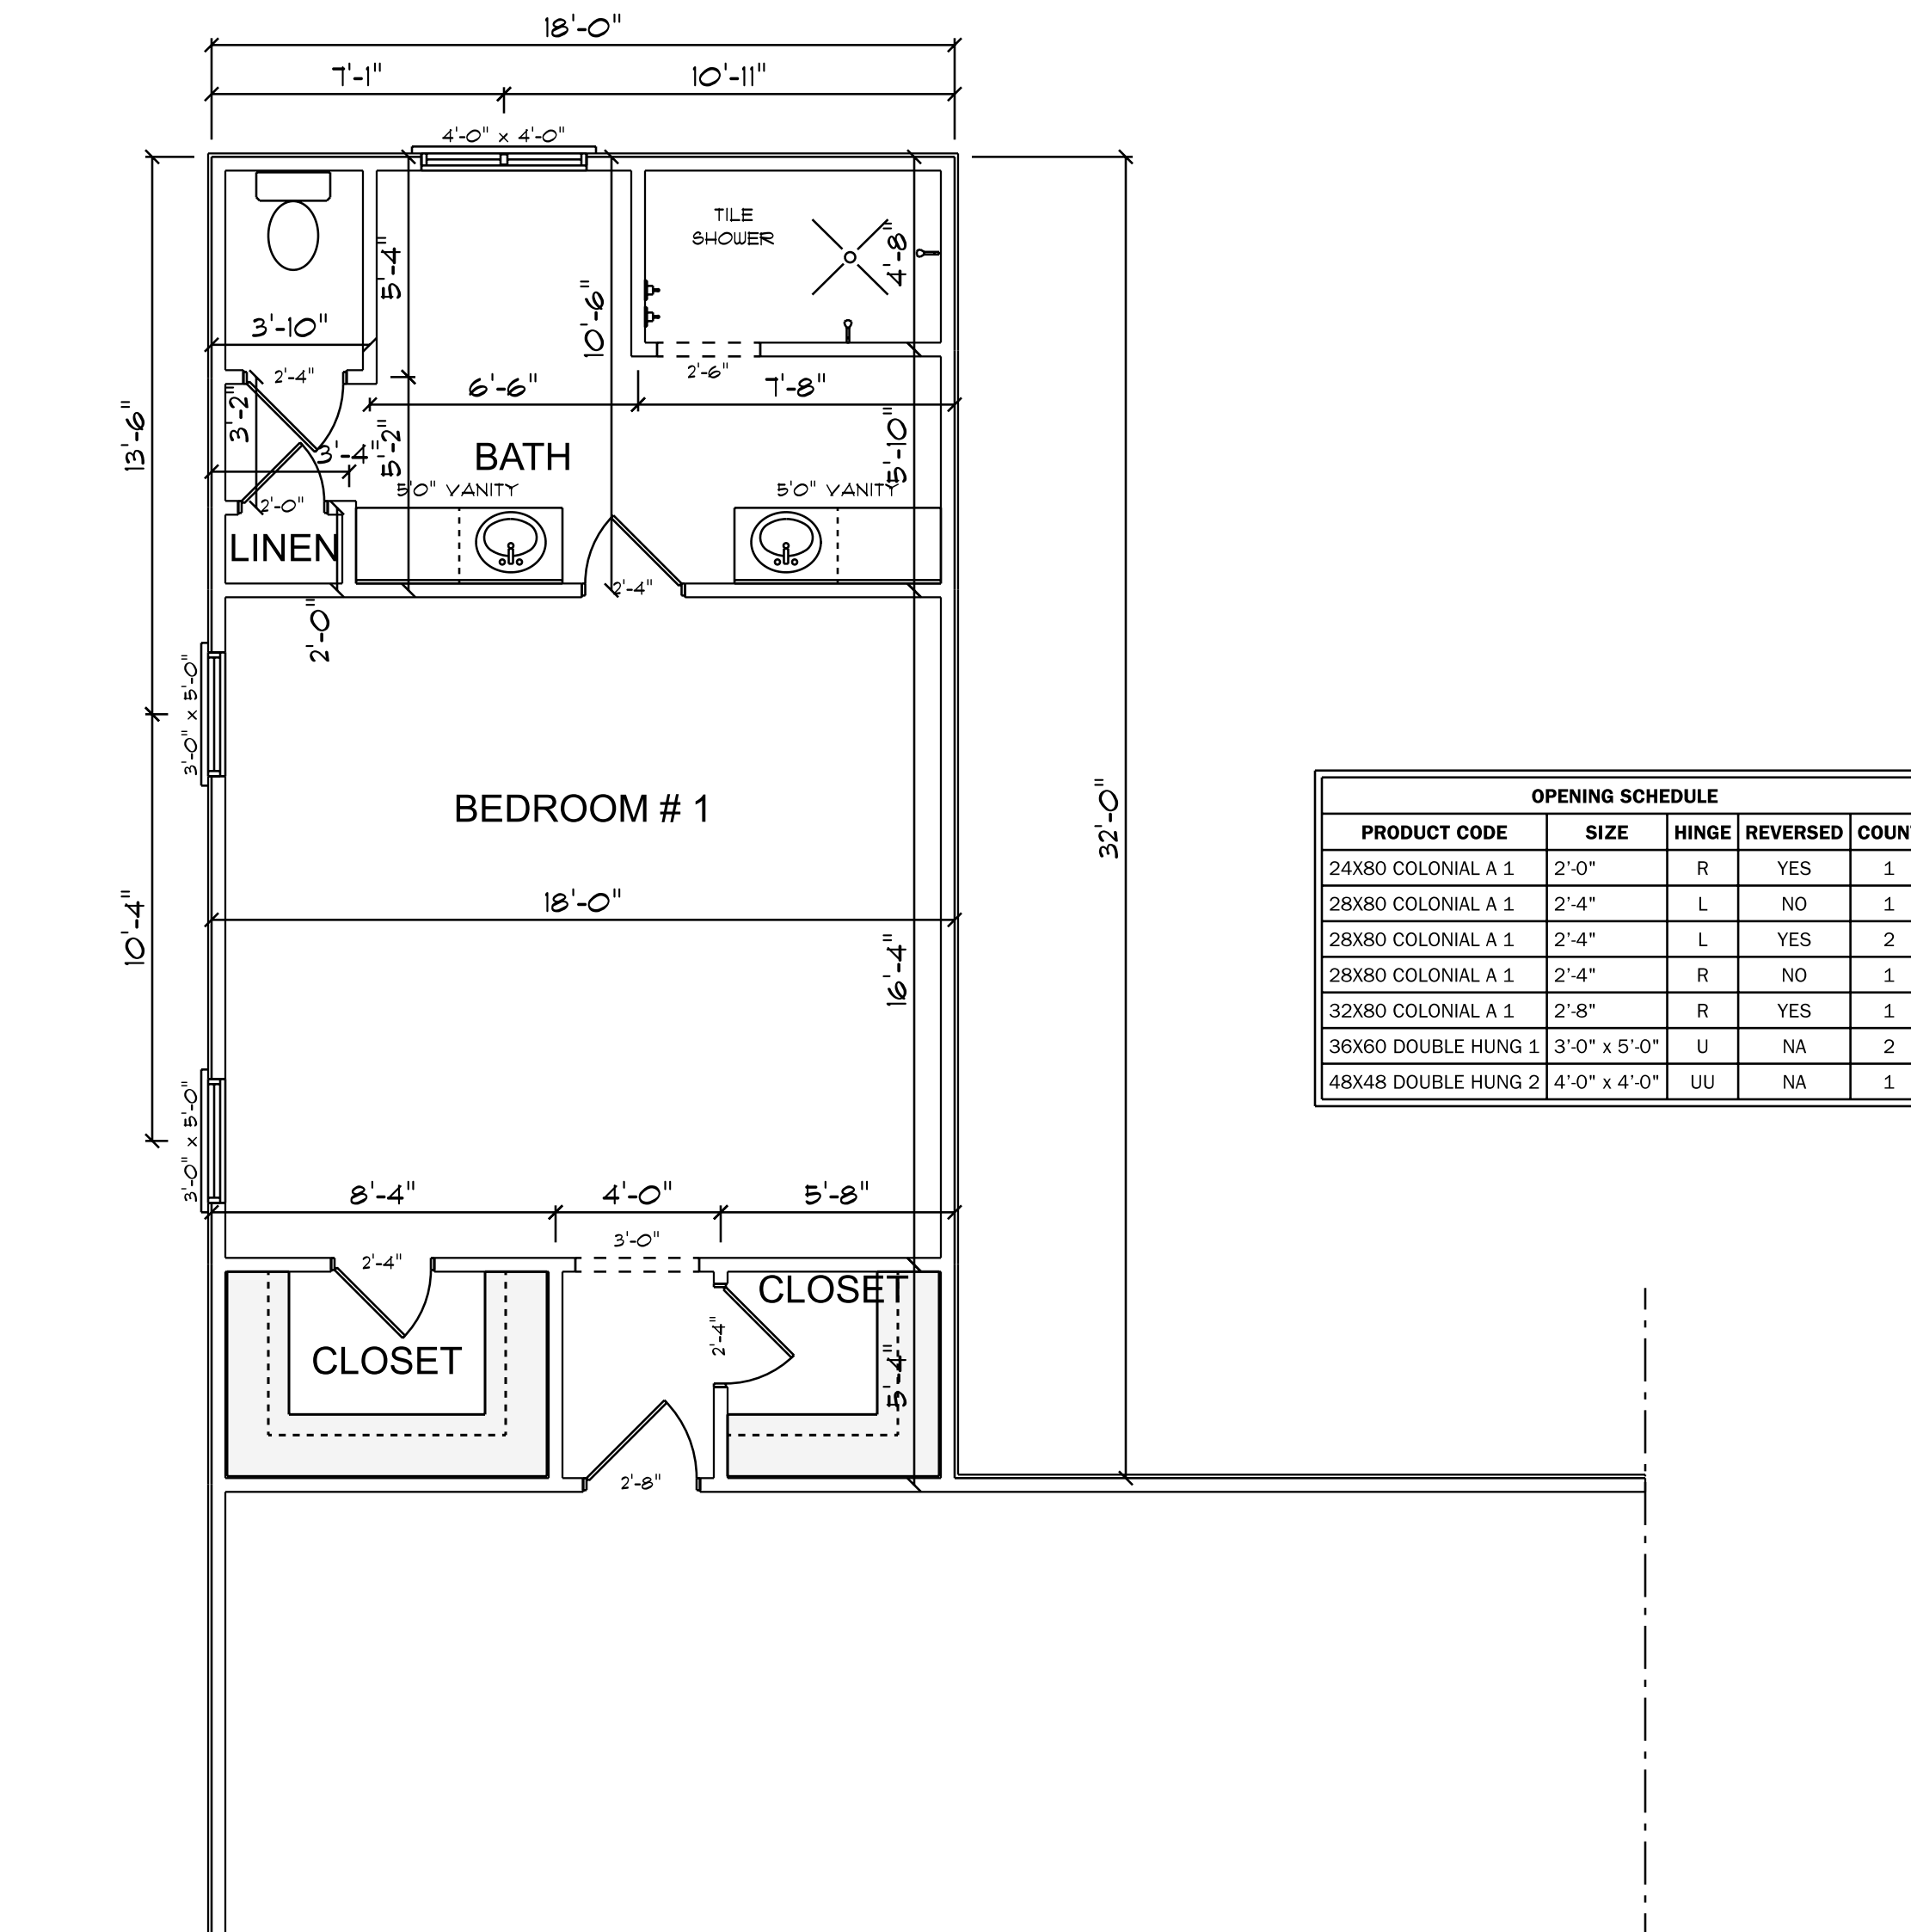 18'-0"
7'-1" 10'-11"
4'-0" x 4'-0"
TILE
SHOWER
5'-4"
4'-8"
10'-6"
3'-10"
2'-4"
2'-6"
6'-6" 7'-8"
3'-2"
13'-6"
3'-4"
5'-2"
5'-10"
BATH
5'0" VANITY 5'0" VANITY
2'-0"
LINEN
2'-4"
2'-0"
3'-0" x 5'-0"
BEDROOM # 1
32'-0"
18'-0"
10'-4"
16'-4"
3'-0" x 5'-0"
8'-4" 4'-0" 5'-8"
3'-0"
2'-4"
CLOSET
2'-4"
CLOSET
5'-4"
2'-8"
OPENING SCHEDULE
PRODUCT CODE SIZE HINGE REVERSED COUN
24X80 COLONIAL A 1 2'-0" R YES 1
28X80 COLONIAL A 1 2'-4" L NO 1
28X80 COLONIAL A 1 2'-4" L YES 2
28X80 COLONIAL A 1 2'-4" R NO 1
32X80 COLONIAL A 1 2'-8" R YES 1
36X60 DOUBLE HUNG 1 3'-0" x 5'-0" U NA 2
48X48 DOUBLE HUNG 2 4'-0" x 4'-0" UU NA 1